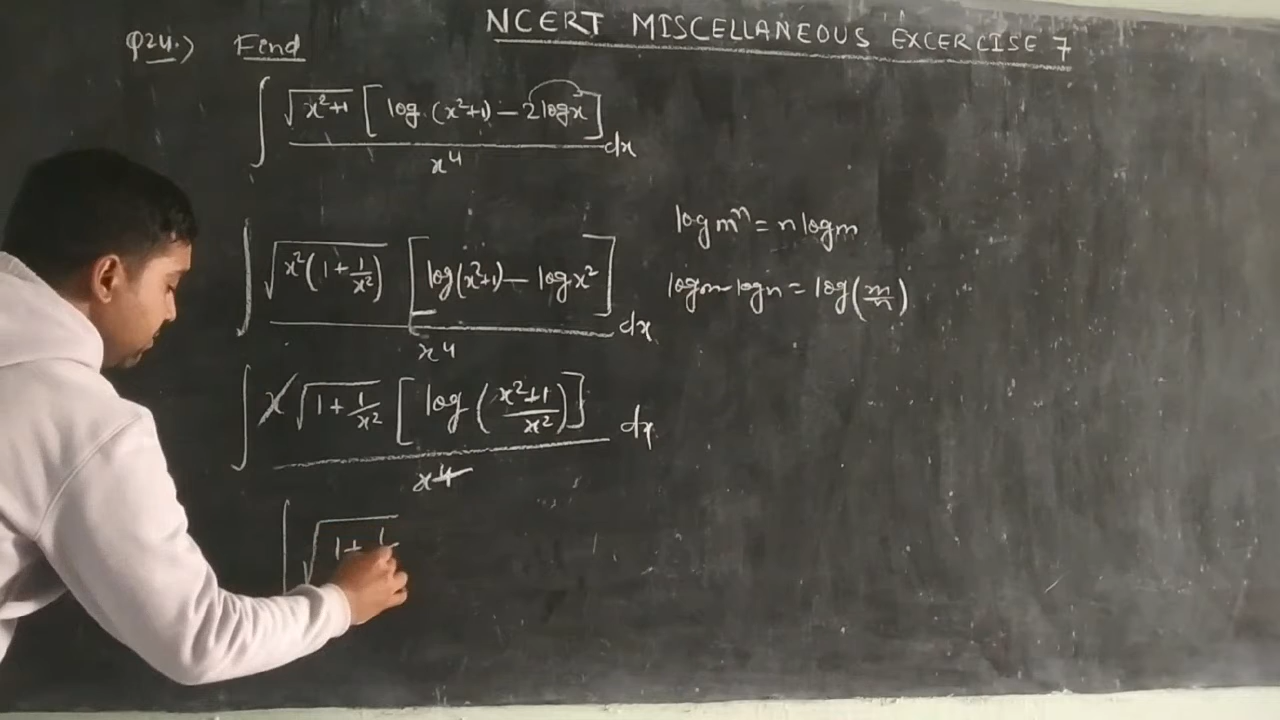 NCERT MISCELLANEOUS EXCERCISE 7
Q24.) Find
∫ √x²+1 [log (x²+1) – 2logx] / x⁴ dx
log mⁿ = n log m
∫ √x²(1+1/x²) [log(x²+1) – log x²] / x⁴ dx
log m - log n = log(m/n)
∫ x √1+1/x² [log (x²+1/x²)] / x⁴ dx
∫ √1+1